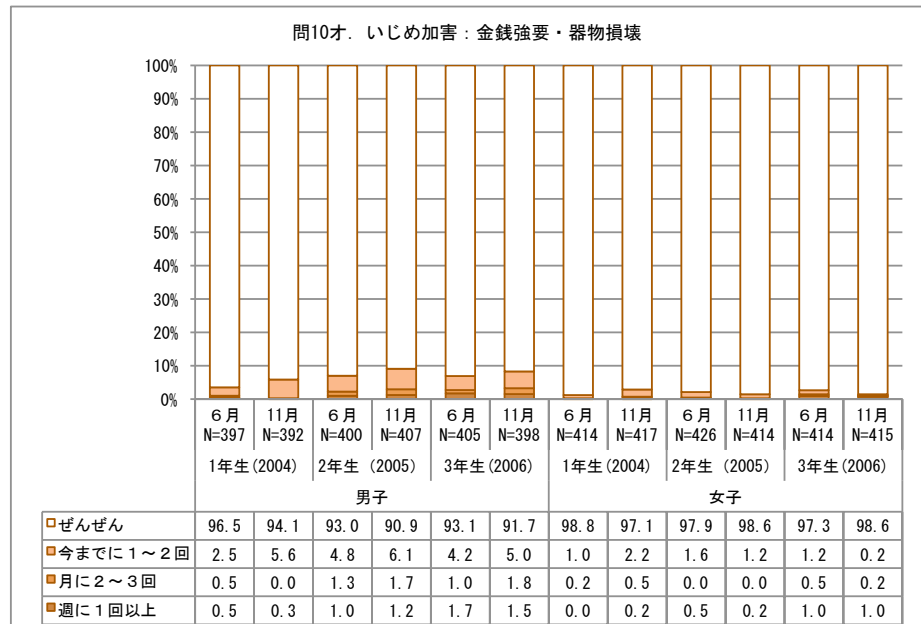 問10オ．いじめ加害：金銭強要・器物損壊
100%
90%
80%
70%
60%
50%
40%
30%
20%
10%
0%
６月 11月 ６月 11月 ６月 11月 ６月 11月 ６月 11月 ６月 11月
N=397 N=392 N=400 N=407 N=405 N=398 N=414 N=417 N=426 N=414 N=414 N=415
1年生(2004) 2年生（2005） 3年生(2006) 1年生(2004) 2年生（2005） 3年生(2006)
男子 女子
ぜんぜん 96.5 94.1 93.0 90.9 93.1 91.7 98.8 97.1 97.9 98.6 97.3 98.6
今までに１～２回 2.5 5.6 4.8 6.1 4.2 5.0 1.0 2.2 1.6 1.2 1.2 0.2
月に２～３回 0.5 0.0 1.3 1.7 1.0 1.8 0.2 0.5 0.0 0.0 0.5 0.2
週に１回以上 0.5 0.3 1.0 1.2 1.7 1.5 0.0 0.2 0.5 0.2 1.0 1.0